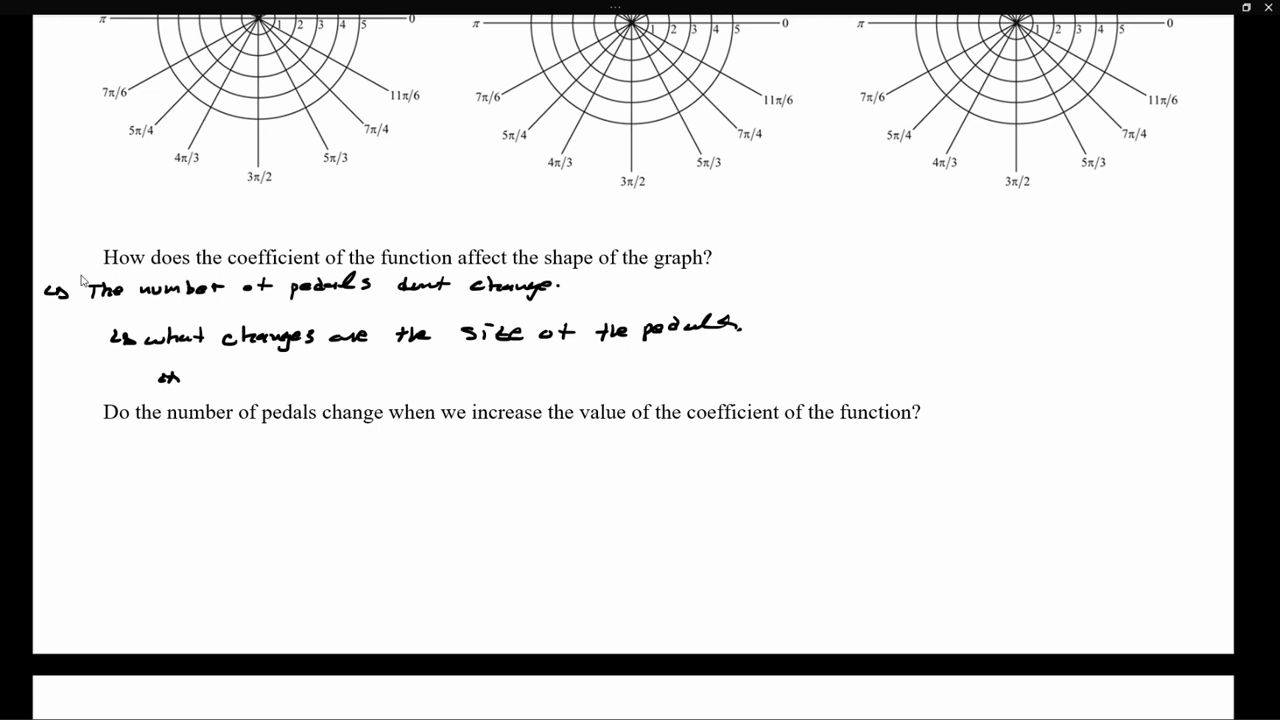 π 1 2 3 4 5 0 π 1 2 3 4 5 0 π 1 2 3 4 5 0
7π/6 11π/6 7π/6 11π/6 7π/6 11π/6
5π/4 7π/4 5π/4 7π/4 5π/4 7π/4
4π/3 5π/3 4π/3 5π/3 4π/3 5π/3
3π/2 3π/2 3π/2
How does the coefficient of the function affect the shape of the graph?
The number of pedals dont change.
what changes are the size of the pedals.
Do the number of pedals change when we increase the value of the coefficient of the function?